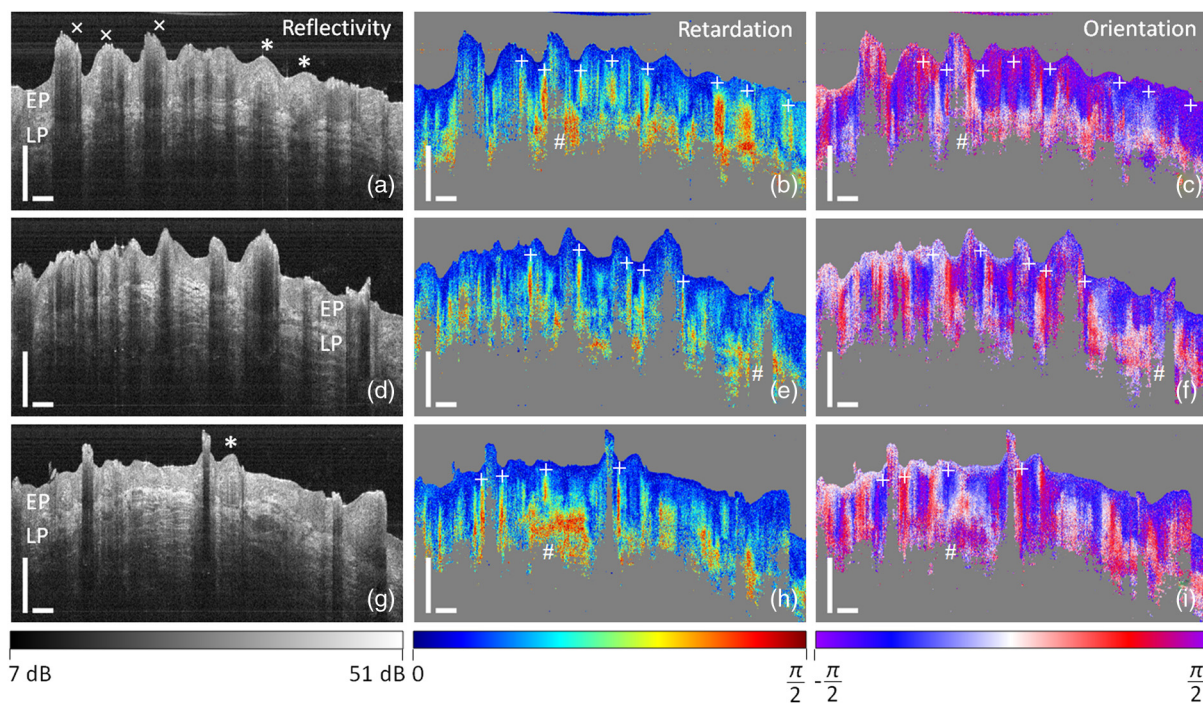 Reflectivity Retardation Orientation
× × × * *
+ + + + + + + +
+ + + + + + + +
EP
LP
# #
(a) (b) (c)
+ + + + +
+ + + + +
EP
LP
# #
(d) (e) (f)
*
+ + + +
+ + + +
EP
LP
# #
(g) (h) (i)
7 dB 51 dB 0 π/2 -π/2 π/2